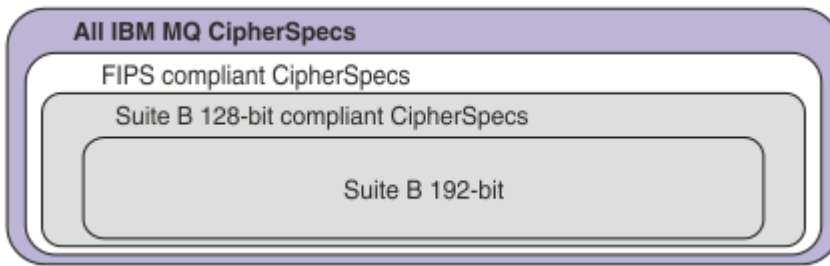 All IBM MQ CipherSpecs
FIPS compliant CipherSpecs
Suite B 128-bit compliant CipherSpecs
Suite B 192-bit